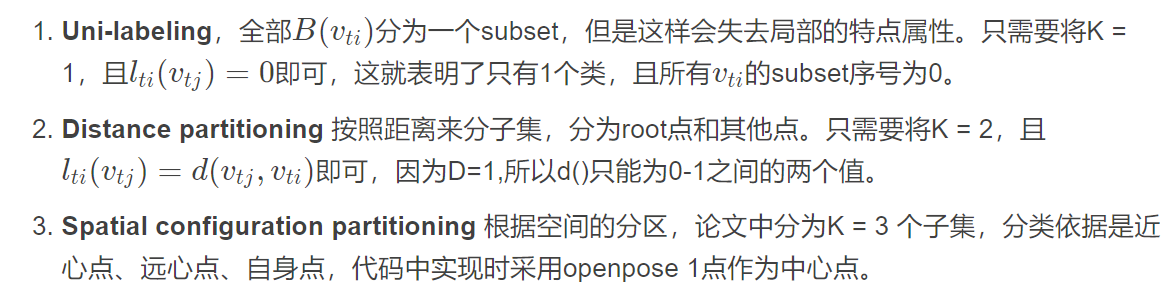 1. Uni-labeling，全部B(v_{ti})分为一个subset，但是这样会失去局部的特点属性。只需要将K =
1，且l_{ti}(v_{tj}) = 0即可，这就表明了只有1个类，且所有v_{ti}的subset序号为0。
2. Distance partitioning 按照距离来分子集，分为root点和其他点。只需要将K = 2，且
l_{ti}(v_{tj}) = d(v_{tj}, v_{ti})即可，因为D=1,所以d()只能为0-1之间的两个值。
3. Spatial configuration partitioning 根据空间的分区，论文中分为K = 3 个子集，分类依据是近
心点、远心点、自身点，代码中实现时采用openpose 1点作为中心点。